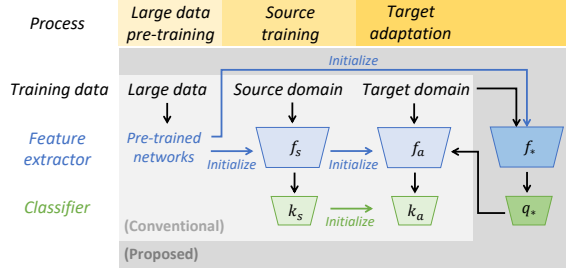 Process
Large data
pre-training
Source
training
Target
adaptation
Initialize
Training data
Large data
Source domain
Target domain
Feature
extractor
Pre-trained
networks
Initialize
f_s
Initialize
f_a
f_*
Classifier
k_s
Initialize
k_a
q_*
(Conventional)
(Proposed)